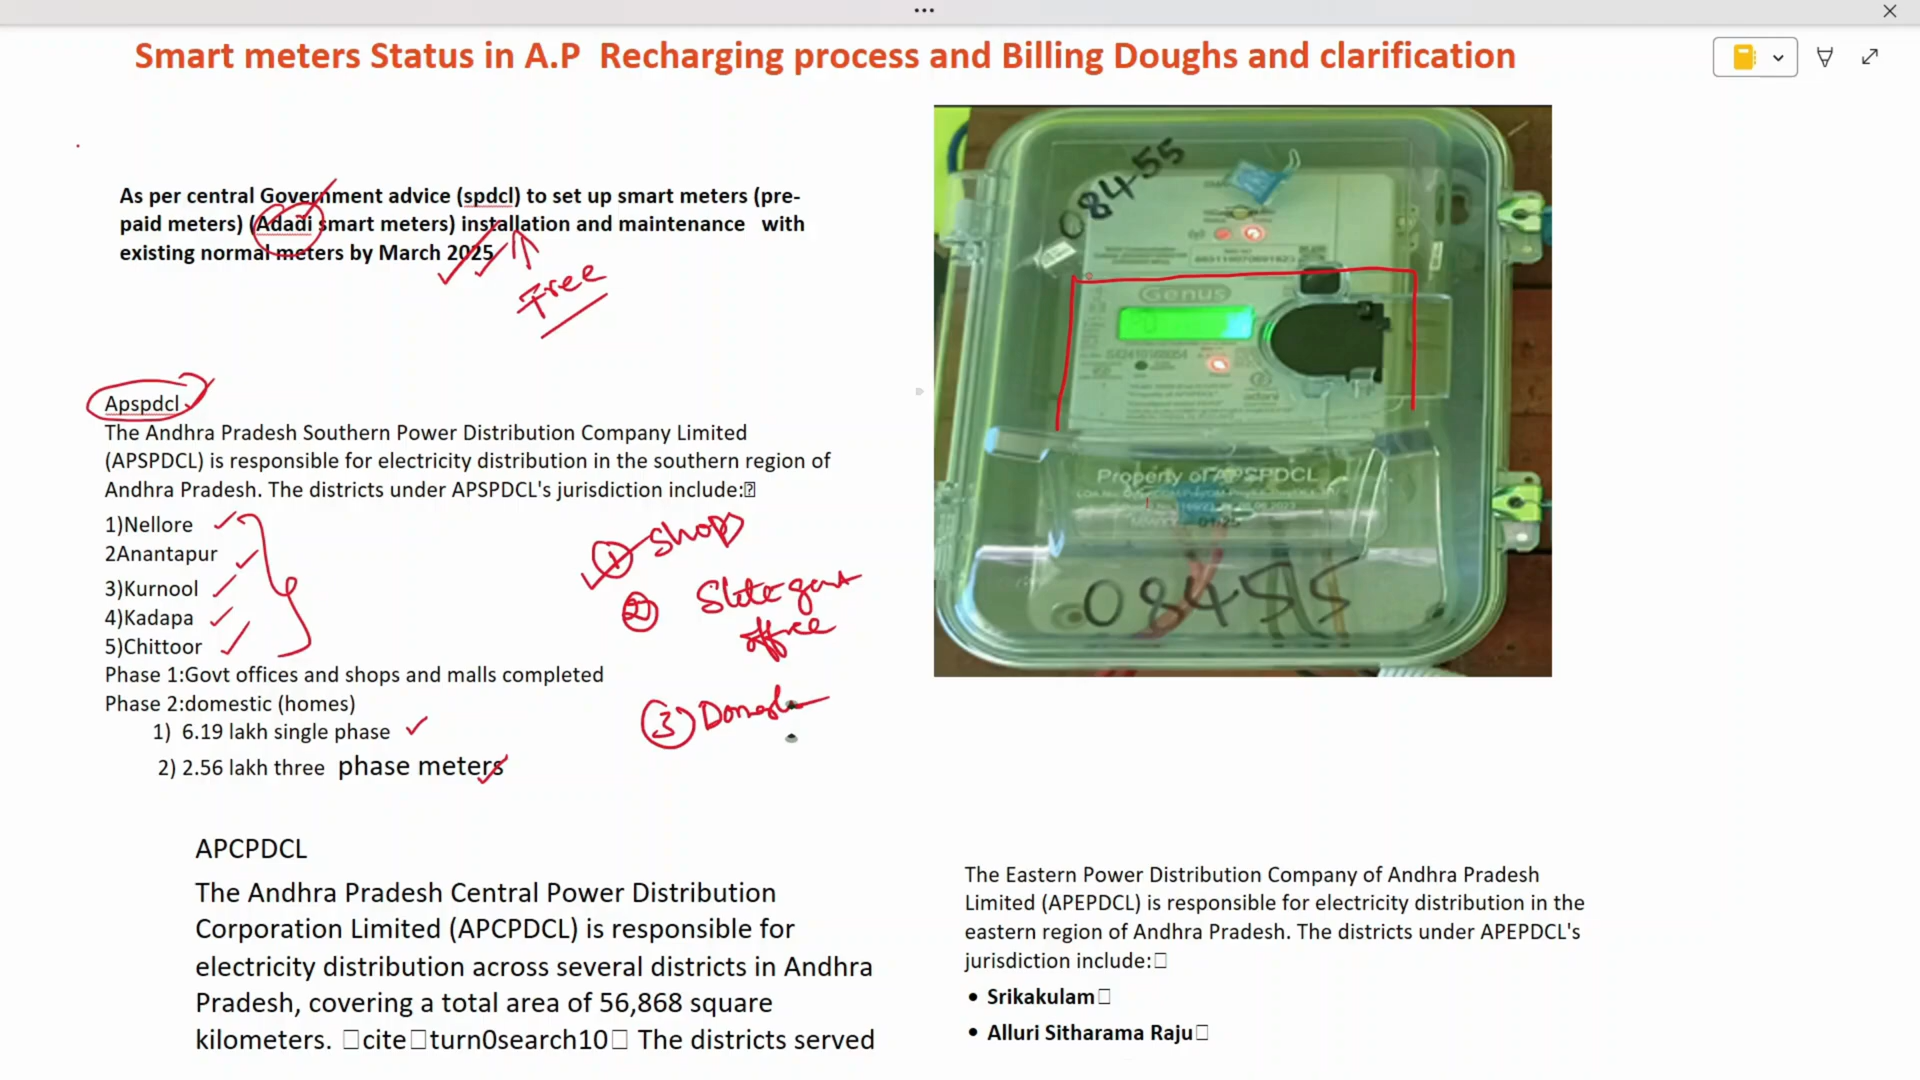 Smart meters Status in A.P Recharging process and Billing Doughs and clarification
As per central Government advice (spdcl) to set up smart meters (pre-
paid meters) (Adadi smart meters) installation and maintenance with
existing normal meters by March 2025
Free
Apspdcl
The Andhra Pradesh Southern Power Distribution Company Limited
(APSPDCL) is responsible for electricity distribution in the southern region of
Andhra Pradesh. The districts under APSPDCL's jurisdiction include:
1)Nellore
2Anantapur
3)Kurnool
4)Kadapa
5)Chittoor
Phase 1:Govt offices and shops and malls completed
Phase 2:domestic (homes)
1) 6.19 lakh single phase
2) 2.56 lakh three phase meters
1 Shop
2
3
084-55
Genus
Property of APSPDCL
01/25
08455
APCPDCL
The Andhra Pradesh Central Power Distribution
Corporation Limited (APCPDCL) is responsible for
electricity distribution across several districts in Andhra
Pradesh, covering a total area of 56,868 square
kilometers. cite turn0search10 The districts served
The Eastern Power Distribution Company of Andhra Pradesh
Limited (APEPDCL) is responsible for electricity distribution in the
eastern region of Andhra Pradesh. The districts under APEPDCL's
jurisdiction include:
• Srikakulam
• Alluri Sitharama Raju